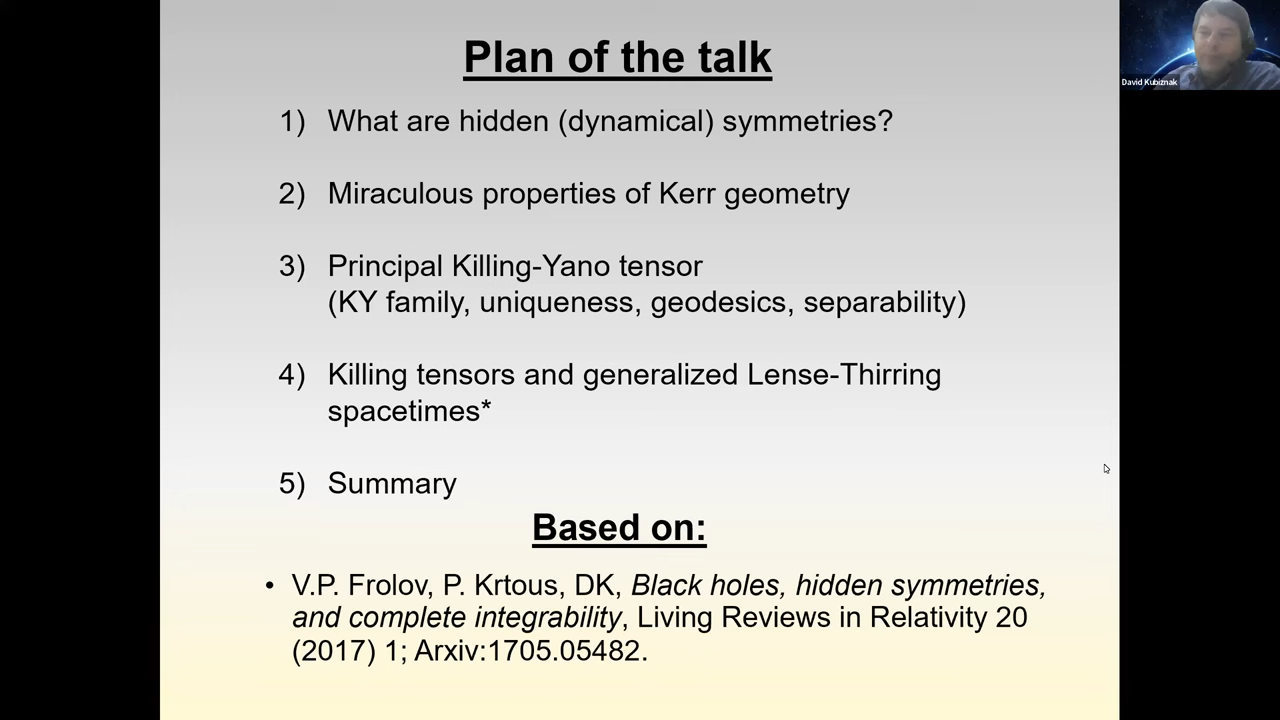 Plan of the talk
David Kubiznak
1) What are hidden (dynamical) symmetries?
2) Miraculous properties of Kerr geometry
3) Principal Killing-Yano tensor
(KY family, uniqueness, geodesics, separability)
4) Killing tensors and generalized Lense-Thirring
spacetimes*
5) Summary
Based on:
• V.P. Frolov, P. Krtous, DK, Black holes, hidden symmetries,
and complete integrability, Living Reviews in Relativity 20
(2017) 1; Arxiv:1705.05482.